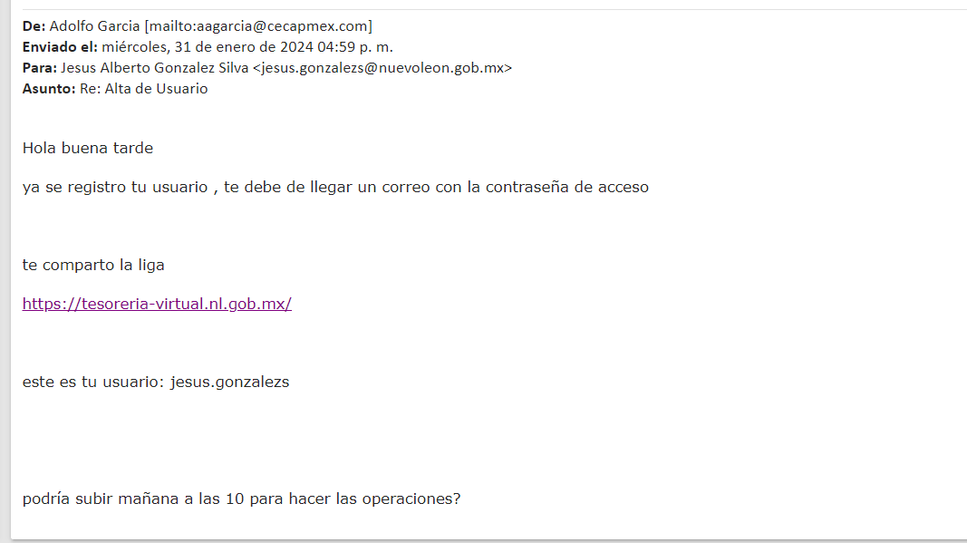 De: Adolfo Garcia [mailto:aagarcia@cecapmex.com]
Enviado el: miércoles, 31 de enero de 2024 04:59 p. m.
Para: Jesus Alberto Gonzalez Silva <jesus.gonzalezs@nuevoleon.gob.mx>
Asunto: Re: Alta de Usuario
Hola buena tarde
ya se registro tu usuario , te debe de llegar un correo con la contraseña de acceso
te comparto la liga
https://tesoreria-virtual.nl.gob.mx/
este es tu usuario: jesus.gonzalezs
podría subir mañana a las 10 para hacer las operaciones?